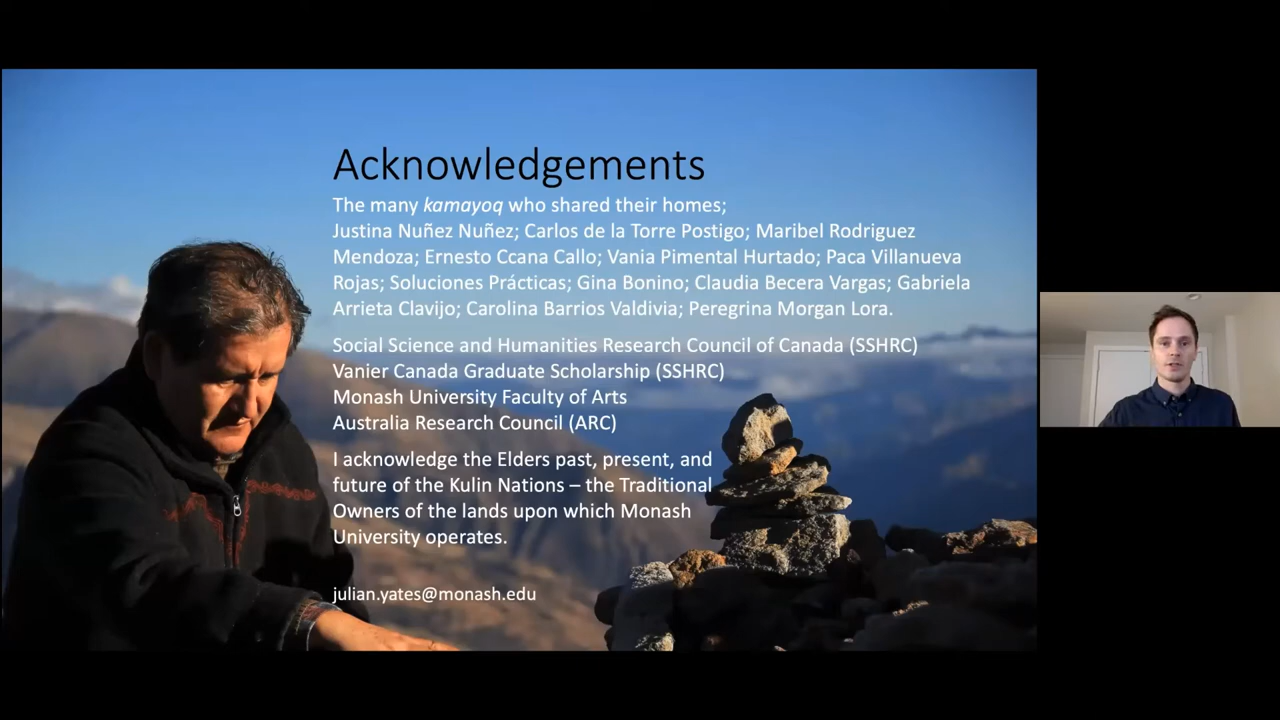 Acknowledgements
The many kamayoq who shared their homes;
Justina Nuñez Nuñez; Carlos de la Torre Postigo; Maribel Rodriguez
Mendoza; Ernesto Ccana Callo; Vania Pimental Hurtado; Paca Villanueva
Rojas; Soluciones Prácticas; Gina Bonino; Claudia Becera Vargas; Gabriela
Arrieta Clavijo; Carolina Barrios Valdivia; Peregrina Morgan Lora.
Social Science and Humanities Research Council of Canada (SSHRC)
Vanier Canada Graduate Scholarship (SSHRC)
Monash University Faculty of Arts
Australia Research Council (ARC)
I acknowledge the Elders past, present, and
future of the Kulin Nations – the Traditional
Owners of the lands upon which Monash
University operates.
julian.yates@monash.edu